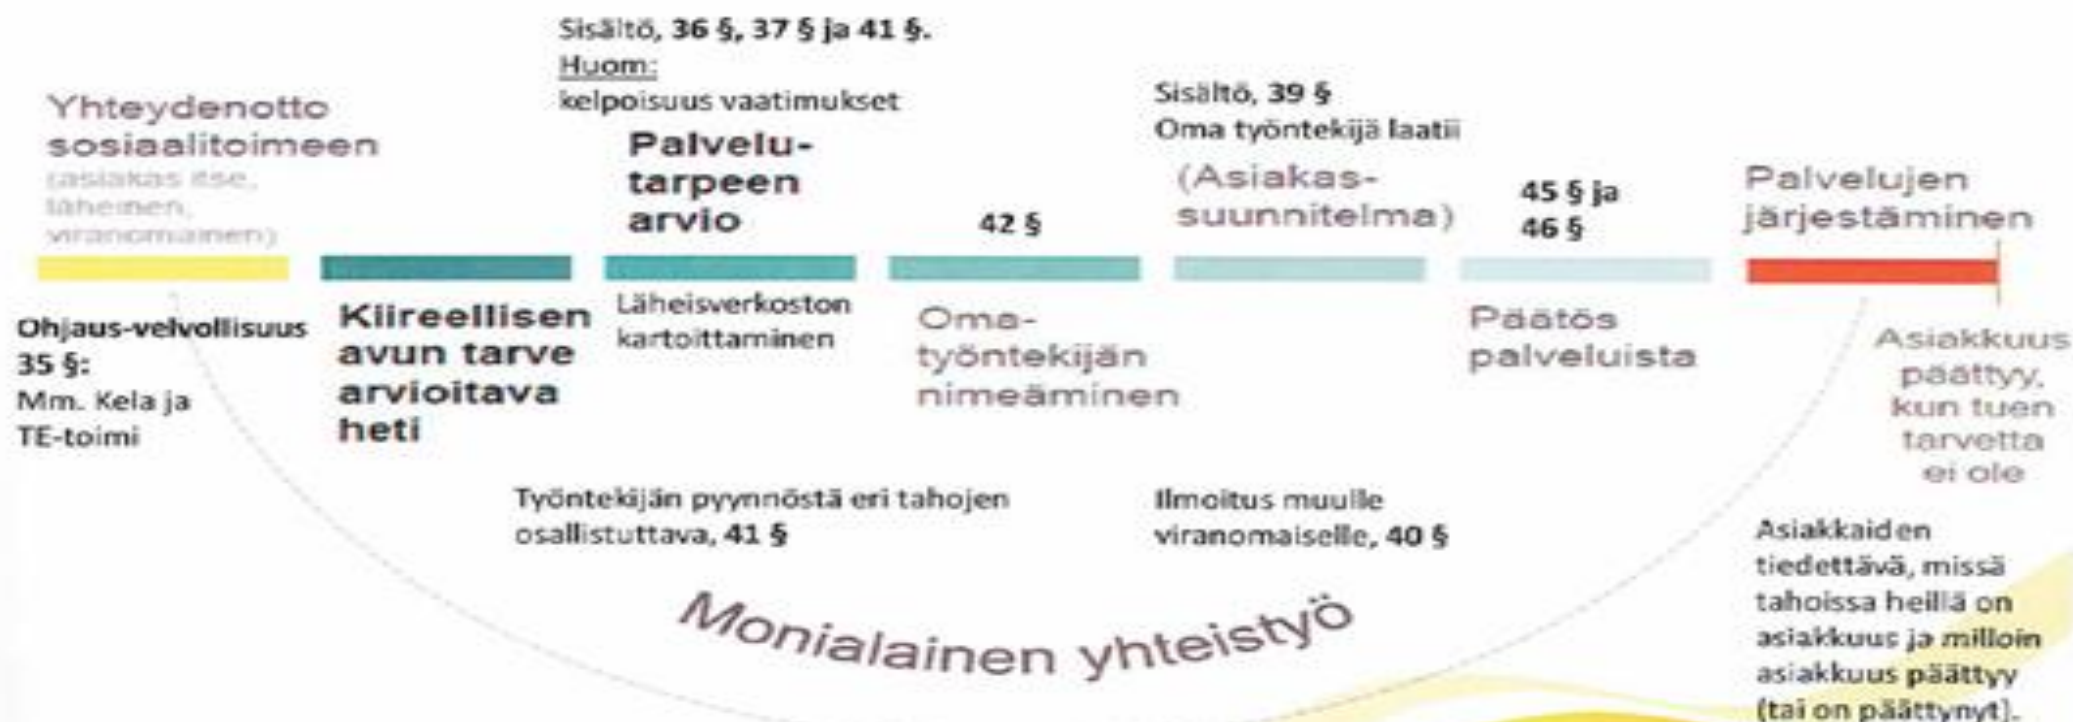 Sisältö, 36 §, 37 § ja 41 §.
Huom:
kelpoisuus vaatimukset
Yhteydenotto
sosiaalitoimeen
(asiakas itse,
läheinen,
viranomainen)
Palvelu-
tarpeen
arvio
42 §
Sisältö, 39 §
Oma työntekijä laatii
(Asiakas-
suunnitelma)
45 § ja
46 §
Palvelujen
järjestäminen
Ohjaus-velvollisuus
35 §:
Mm. Kela ja
TE-toimi
Kiireellisen
avun tarve
arvioitava
heti
Läheisverkoston
kartoittaminen
Oma-
työntekijän
nimeäminen
Päätös
palveluista
Asiakkuus
päättyy,
kun tuen
tarvetta
ei ole
Työntekijän pyynnöstä eri tahojen
osallistuttava, 41 §
Ilmoitus muulle
viranomaiselle, 40 §
Asiakkaiden
tiedettävä, missä
tahoissa heillä on
asiakkuus ja milloin
asiakkuus päättyy
(tai on päättynyt).
Monialainen yhteistyö